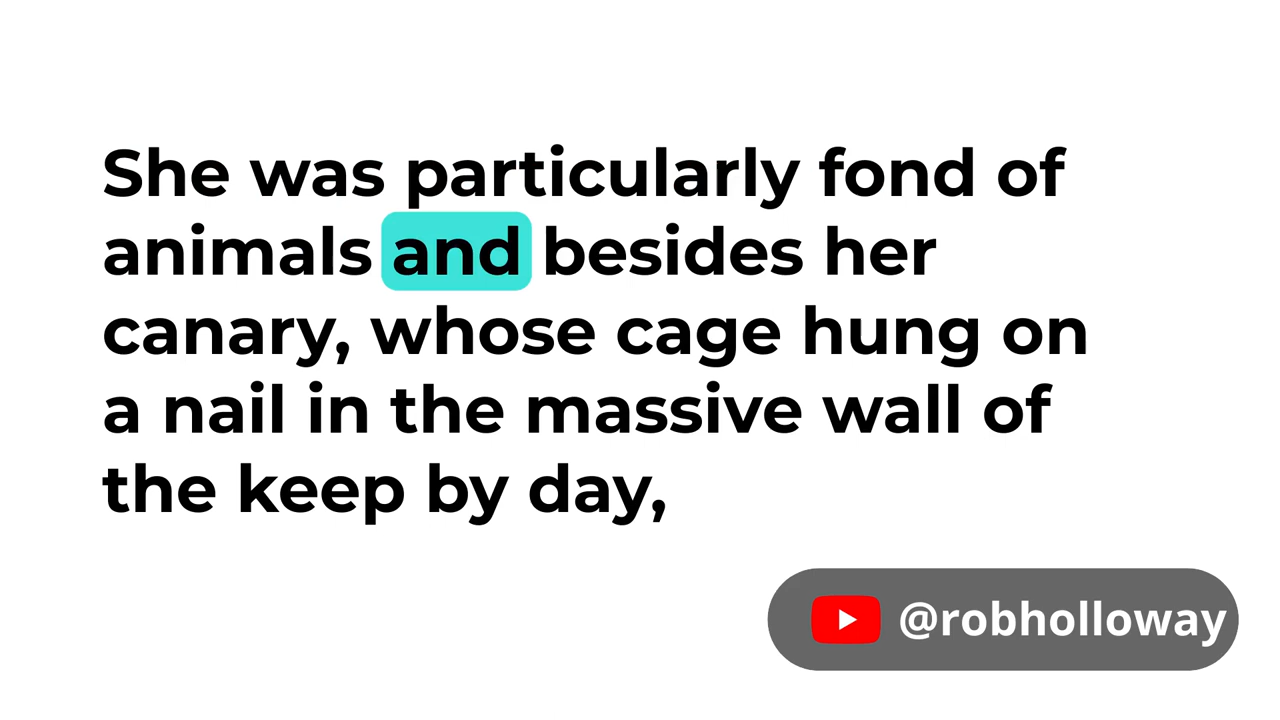 She was particularly fond of
animals and besides her
canary, whose cage hung on
a nail in the massive wall of
the keep by day,
@robholloway